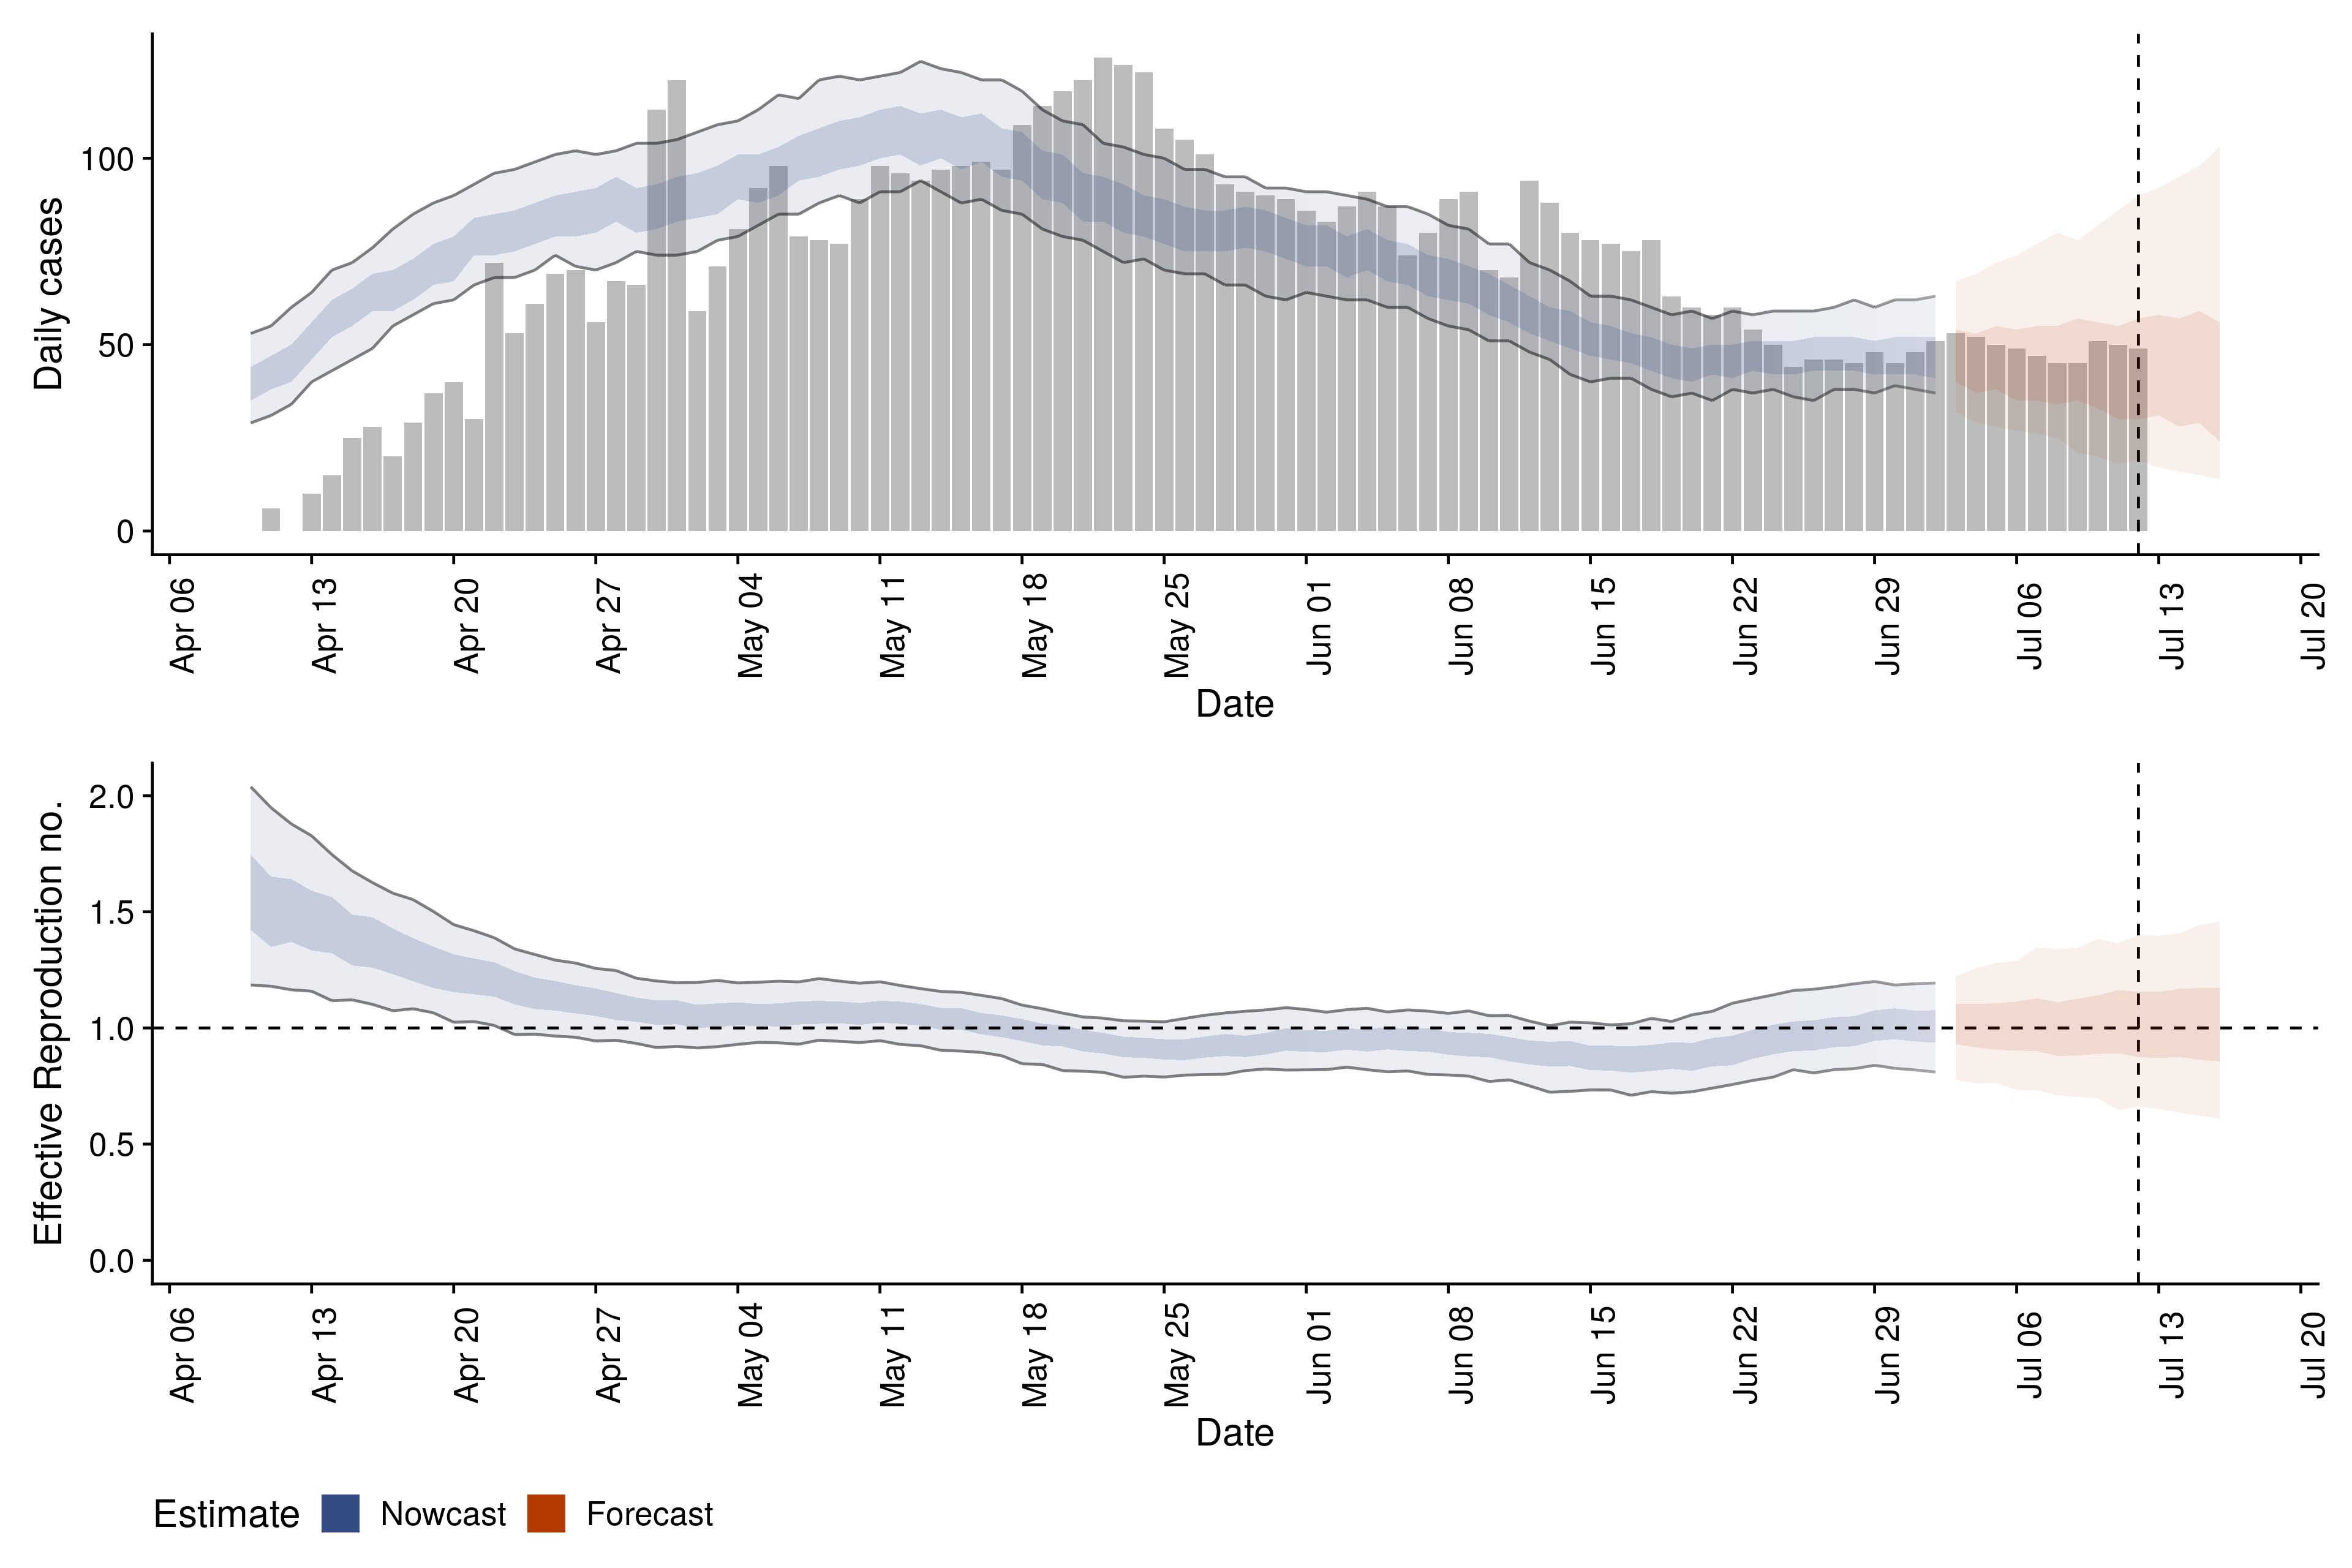 Daily cases
100
50
0
Apr 06
Apr 13
Apr 20
Apr 27
May 04
May 11
May 18
May 25
Jun 01
Jun 08
Jun 15
Jun 22
Jun 29
Jul 06
Jul 13
Jul 20
Date
Effective Reproduction no.
2.0
1.5
1.0
0.5
0.0
Apr 06
Apr 13
Apr 20
Apr 27
May 04
May 11
May 18
May 25
Jun 01
Jun 08
Jun 15
Jun 22
Jun 29
Jul 06
Jul 13
Jul 20
Date
Estimate Nowcast Forecast